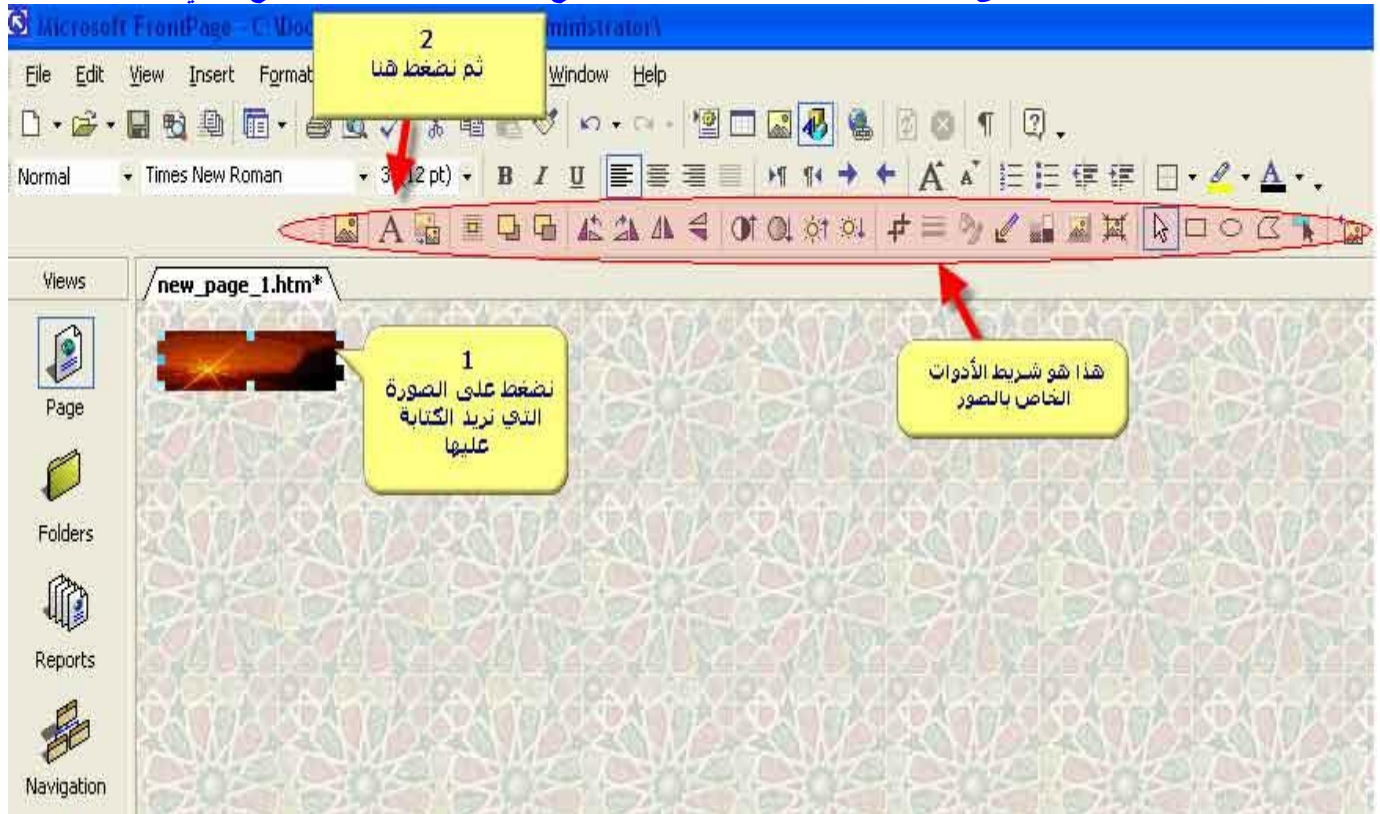 Microsoft FrontPage - C:\Doc
ministrator\
2
ثم نضغط هنا
File Edit View Insert Format
Window Help
Normal
Times New Roman
12 pt)
B I U
A
Views
new_page_1.htm*
1
نضغط على الصورة
التي نريد الكتابة
عليها
هذا هو شريط الأدوات
الخاص بالصور
Page
Folders
Reports
Navigation